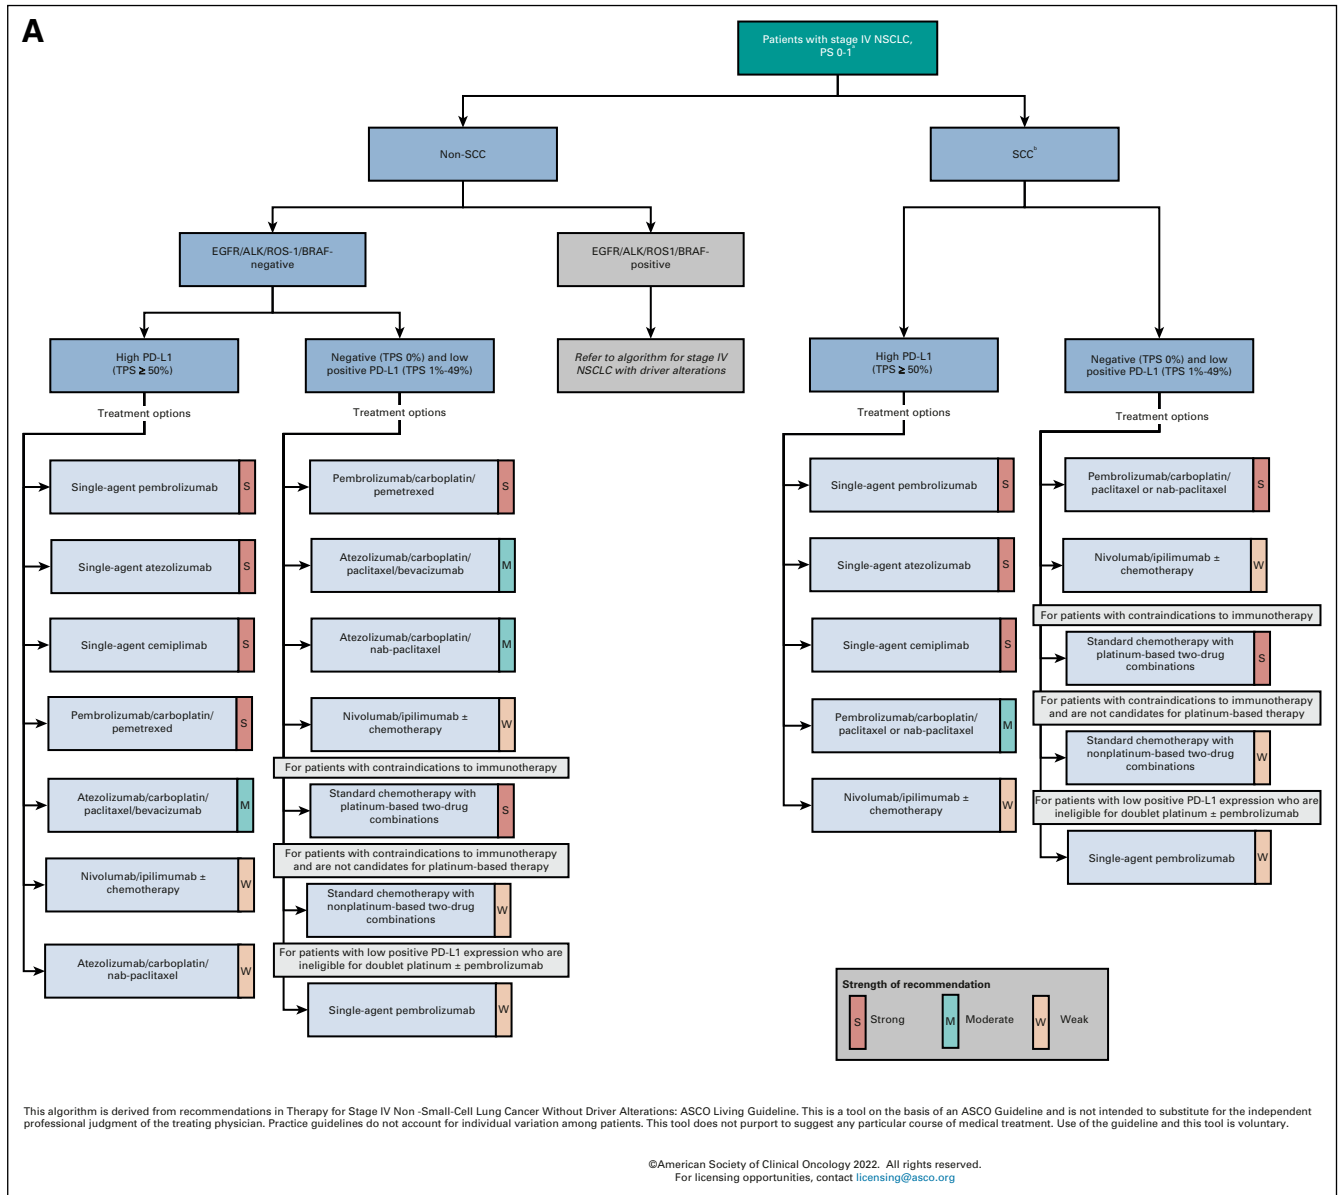 A
Patients with stage IV NSCLC,
PS 0-1a
Non-SCC
SCCb
EGFR/ALK/ROS-1/BRAF-
negative
EGFR/ALK/ROS1/BRAF-
positive
High PD-L1
(TPS ≥ 50%)
Negative (TPS 0%) and low
positive PD-L1 (TPS 1%-49%)
Refer to algorithm for stage IV
NSCLC with driver alterations
High PD-L1
(TPS ≥ 50%)
Negative (TPS 0%) and low
positive PD-L1 (TPS 1%-49%)
Treatment options
Single-agent pembrolizumab
S
Single-agent atezolizumab
S
Single-agent cemiplimab
S
Pembrolizumab/carboplatin/
pemetrexed
S
Atezolizumab/carboplatin/
paclitaxel/bevacizumab
M
Nivolumab/ipilimumab ±
chemotherapy
W
Atezolizumab/carboplatin/
nab-paclitaxel
W
Treatment options
Pembrolizumab/carboplatin/
pemetrexed
S
Atezolizumab/carboplatin/
paclitaxel/bevacizumab
M
Atezolizumab/carboplatin/
nab-paclitaxel
M
Nivolumab/ipilimumab ±
chemotherapy
W
For patients with contraindications to immunotherapy
Standard chemotherapy with
platinum-based two-drug
combinations
S
For patients with contraindications to immunotherapy
and are not candidates for platinum-based therapy
Standard chemotherapy with
nonplatinum-based two-drug
combinations
W
For patients with low positive PD-L1 expression who are
ineligible for doublet platinum ± pembrolizumab
Single-agent pembrolizumab
W
Treatment options
Single-agent pembrolizumab
S
Single-agent atezolizumab
S
Single-agent cemiplimab
S
Pembrolizumab/carboplatin/
paclitaxel or nab-paclitaxel
M
Nivolumab/ipilimumab ±
chemotherapy
W
Treatment options
Pembrolizumab/carboplatin/
paclitaxel or nab-paclitaxel
S
Nivolumab/ipilimumab ±
chemotherapy
W
For patients with contraindications to immunotherapy
Standard chemotherapy with
platinum-based two-drug
combinations
S
For patients with contraindications to immunotherapy
and are not candidates for platinum-based therapy
Standard chemotherapy with
nonplatinum-based two-drug
combinations
W
For patients with low positive PD-L1 expression who are
ineligible for doublet platinum ± pembrolizumab
Single-agent pembrolizumab
W
Strength of recommendation
S Strong M Moderate W Weak
This algorithm is derived from recommendations in Therapy for Stage IV Non -Small-Cell Lung Cancer Without Driver Alterations: ASCO Living Guideline. This is a tool on the basis of an ASCO Guideline and is not intended to substitute for the independent
professional judgment of the treating physician. Practice guidelines do not account for individual variation among patients. This tool does not purport to suggest any particular course of medical treatment. Use of the guideline and this tool is voluntary.
©American Society of Clinical Oncology 2022. All rights reserved.
For licensing opportunities, contact licensing@asco.org